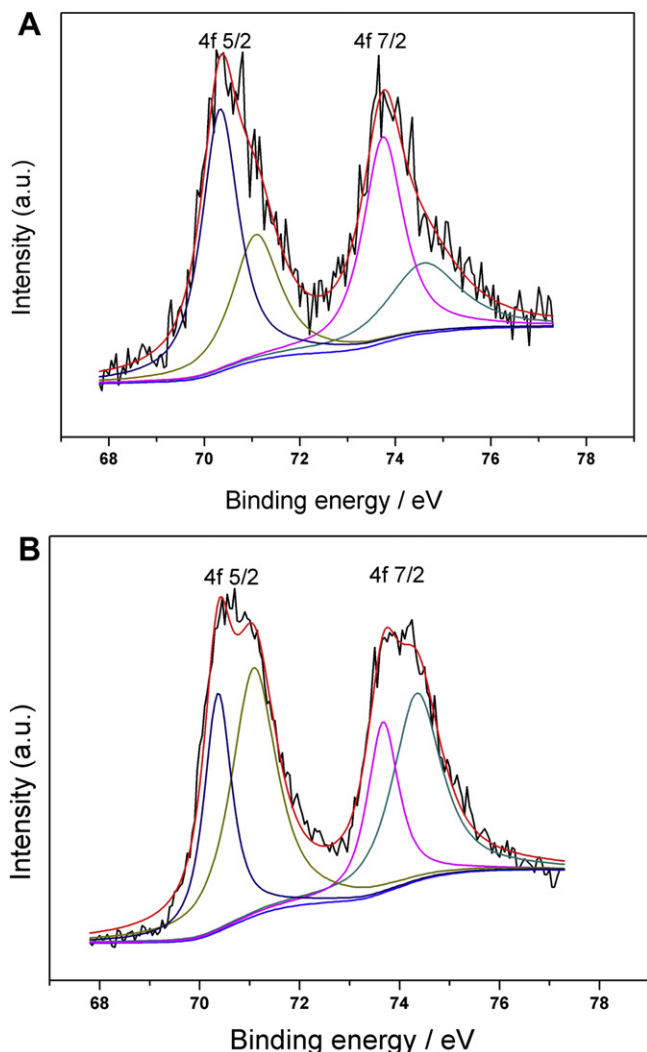 A
4f 5/2 4f 7/2
Intensity (a.u.)
68 70 72 74 76 78
Binding energy / eV
B
4f 5/2 4f 7/2
Intensity (a.u.)
68 70 72 74 76 78
Binding energy / eV